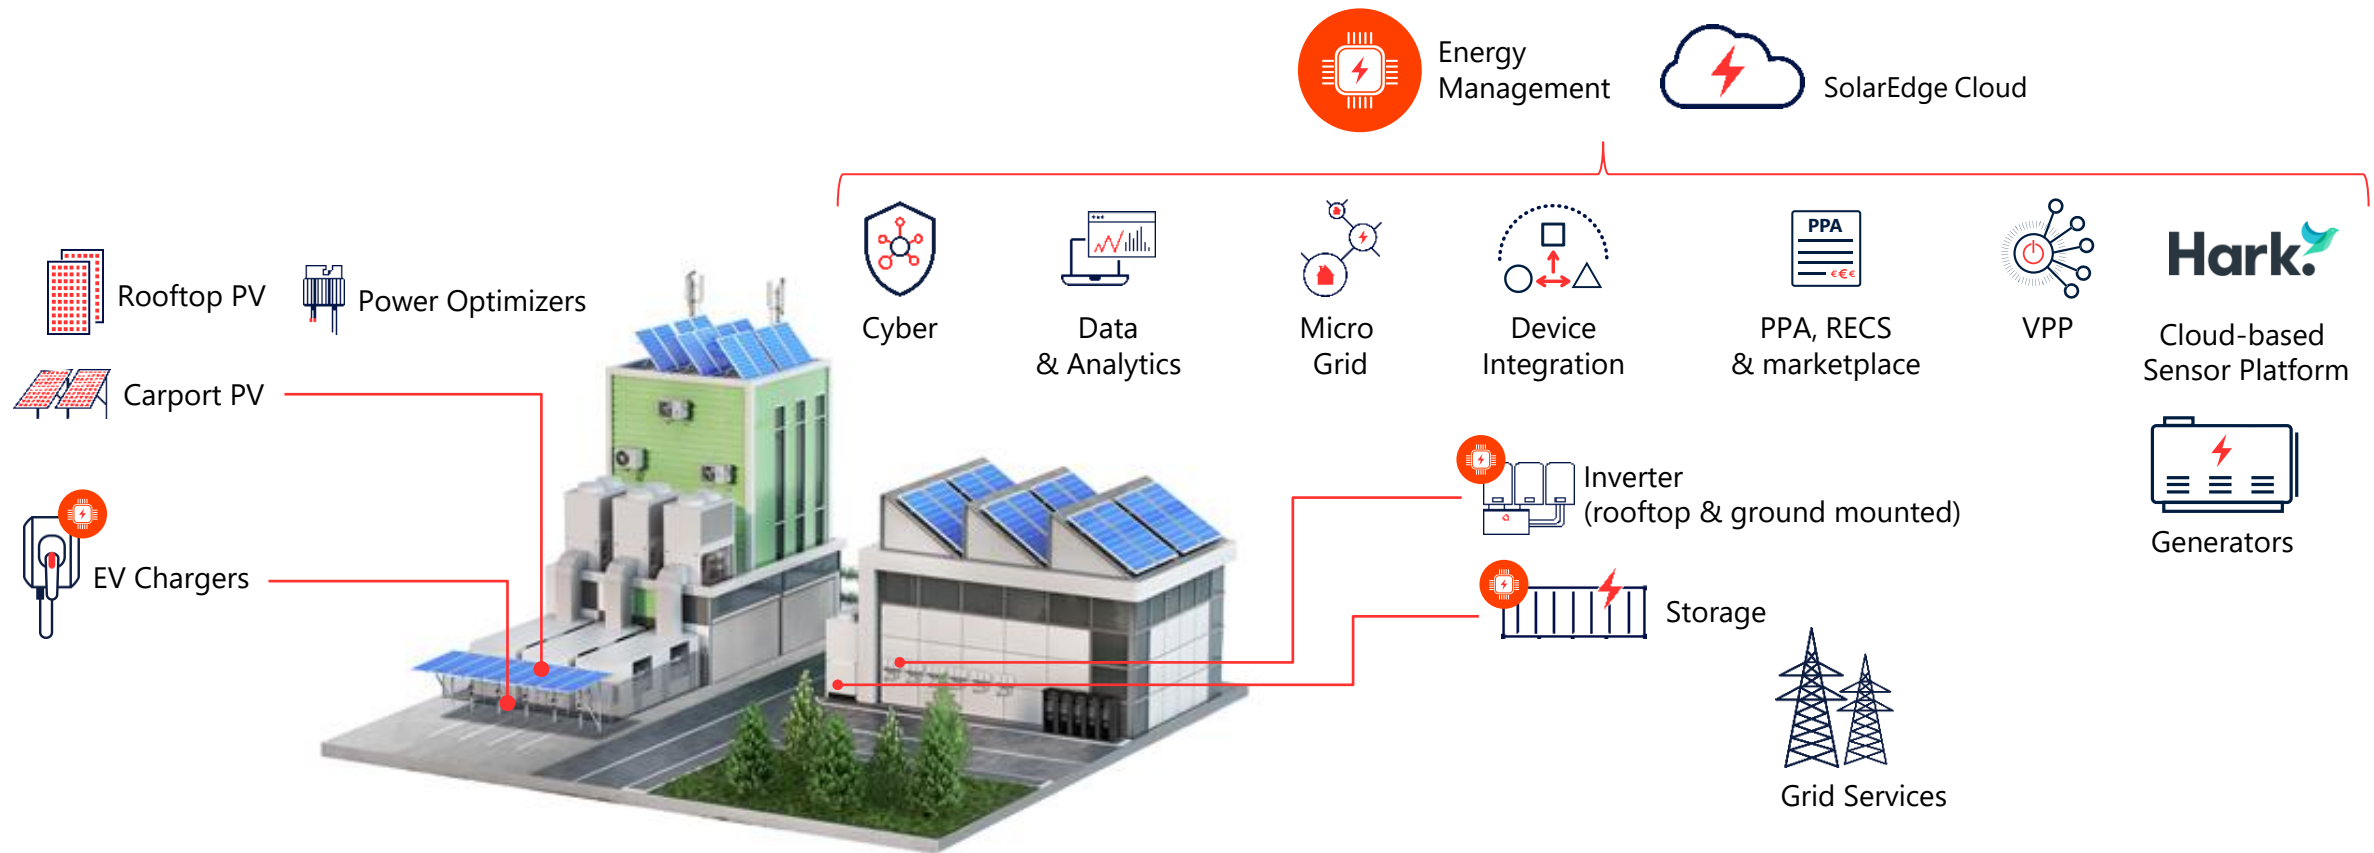 Energy
Management
SolarEdge Cloud
PPA
€€€
Hark
Rooftop PV
Power Optimizers
Cyber
Data
& Analytics
Micro
Grid
Device
Integration
PPA, RECS
& marketplace
VPP
Cloud-based
Sensor Platform
Carport PV
Inverter
(rooftop & ground mounted)
Generators
EV Chargers
Storage
Grid Services